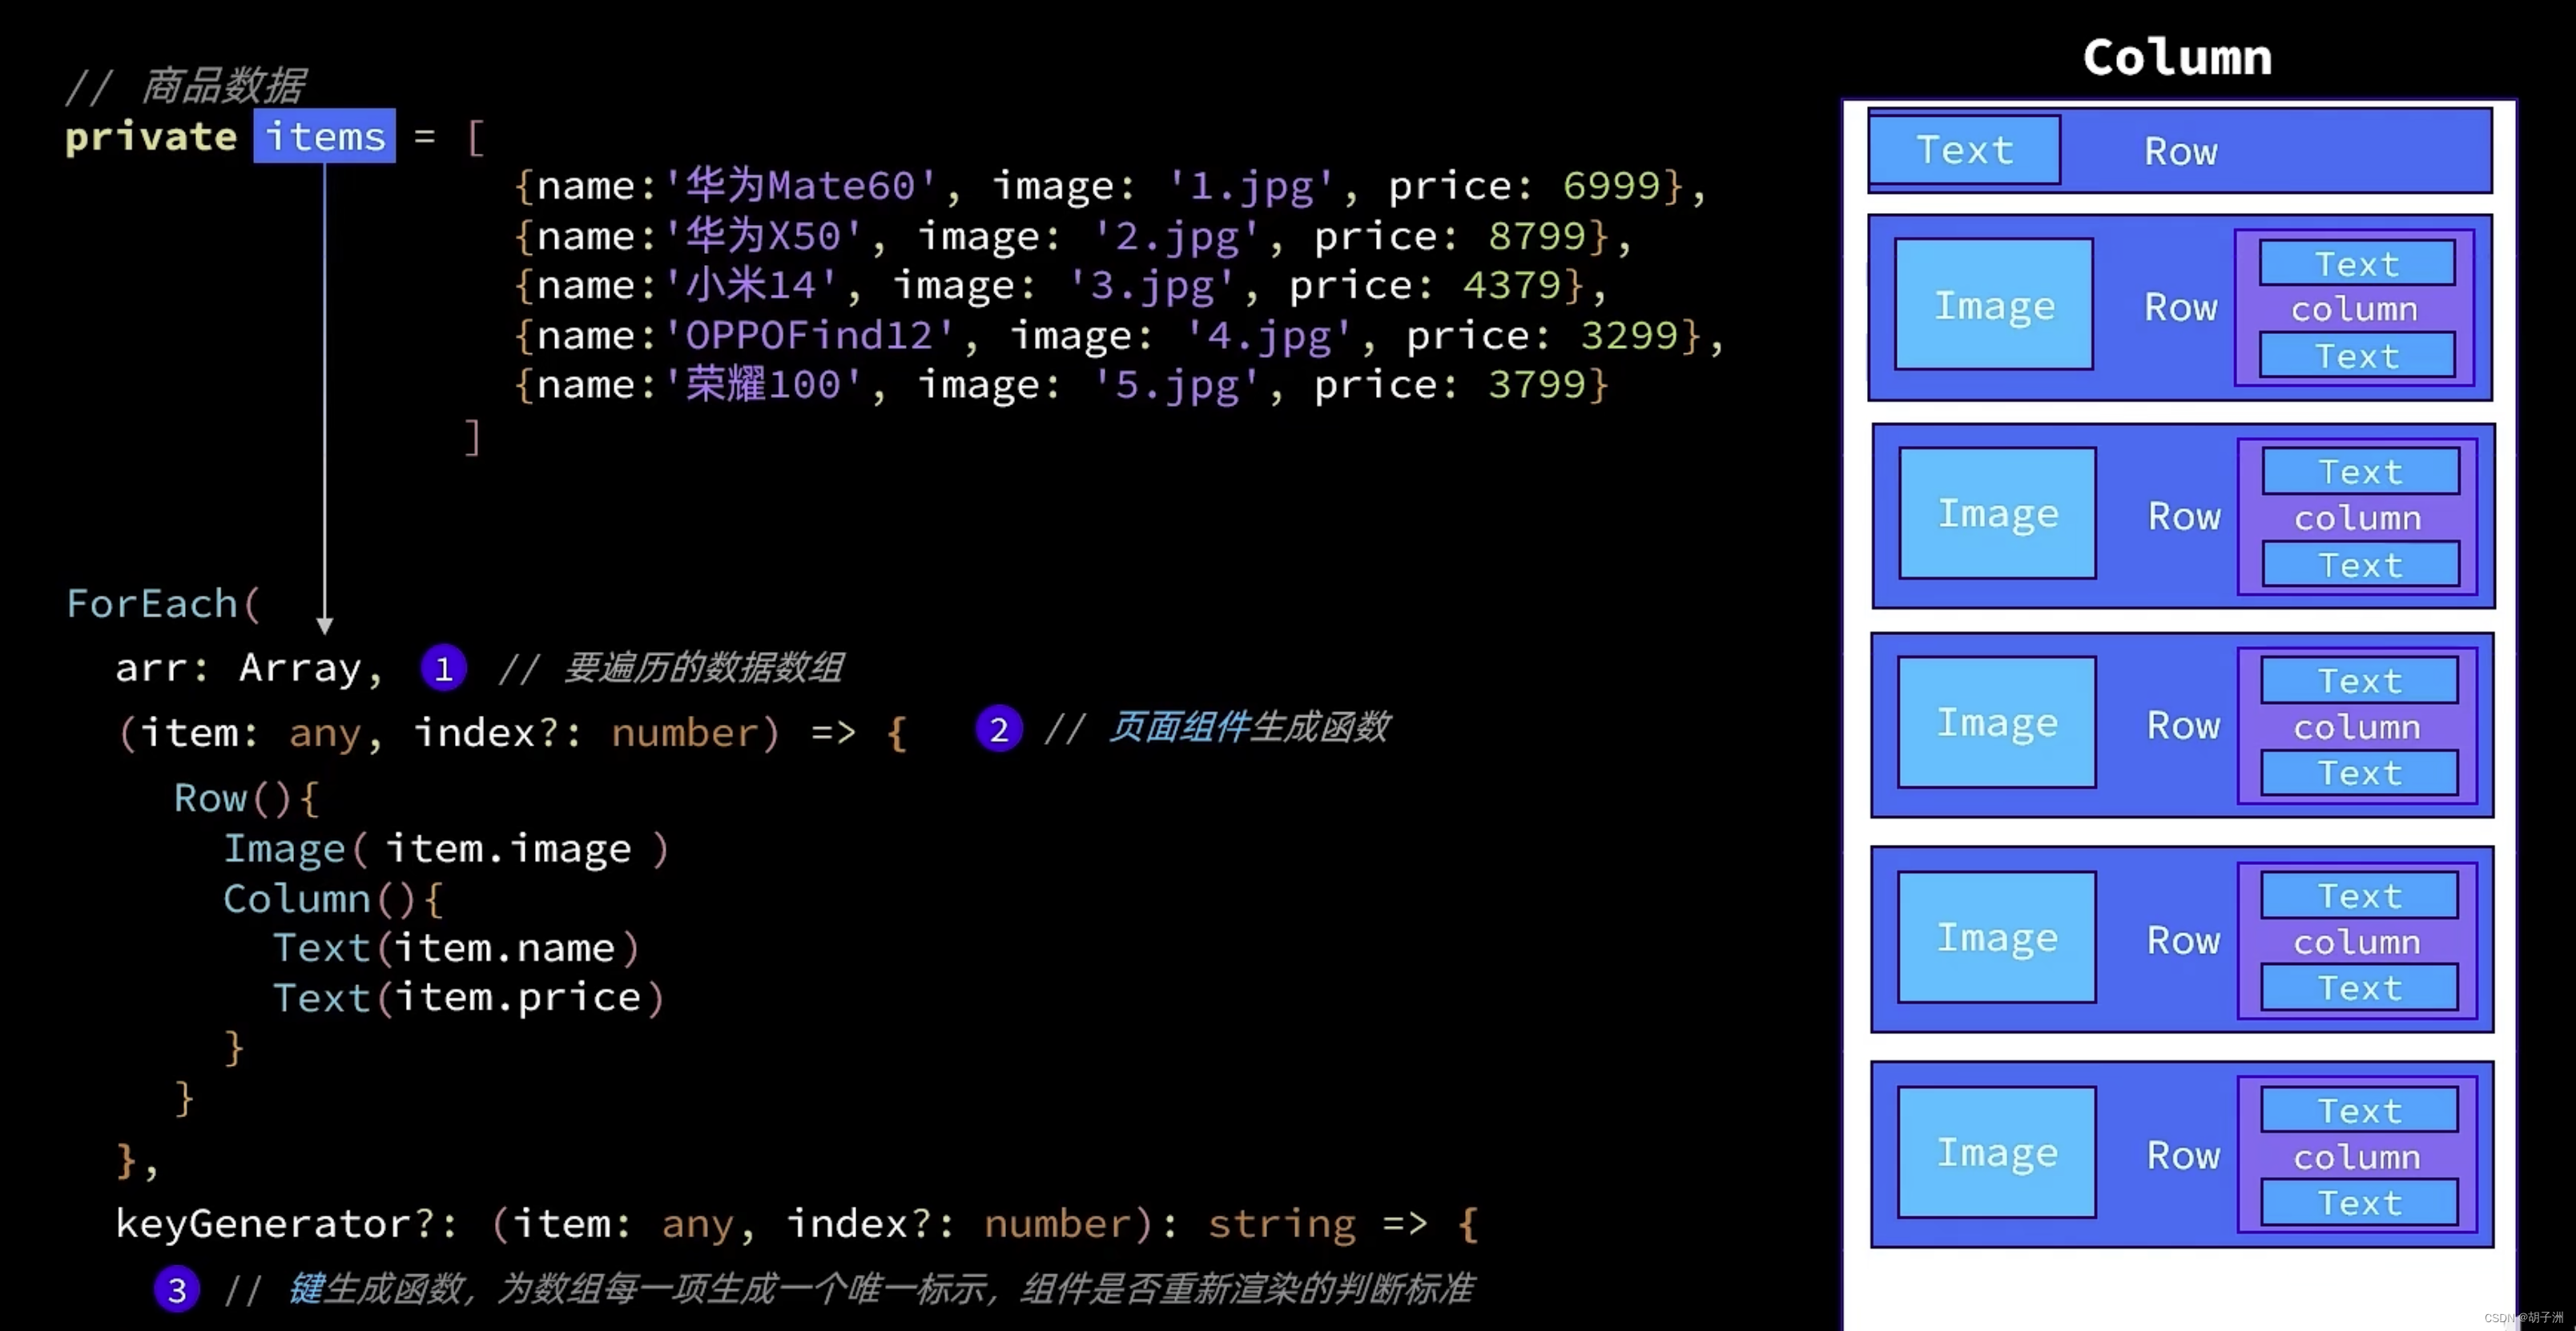 // 商品数据
private items = [
{name:'华为Mate60', image: '1.jpg', price: 6999},
{name:'华为X50', image: '2.jpg', price: 8799},
{name:'小米14', image: '3.jpg', price: 4379},
{name:'OPPOFind12', image: '4.jpg', price: 3299},
{name:'荣耀100', image: '5.jpg', price: 3799}
]
ForEach(
arr: Array, 1 // 要遍历的数据数组
(item: any, index?: number) => { 2 // 页面组件生成函数
Row(){
Image( item.image )
Column(){
Text(item.name)
Text(item.price)
}
}
},
keyGenerator?: (item: any, index?: number): string => {
3 // 键生成函数，为数组每一项生成一个唯一标示，组件是否重新渲染的判断标准
Column
Text Row
Image Row
Text
column
Text
Image Row
Text
column
Text
Image Row
Text
column
Text
Image Row
Text
column
Text
Image Row
Text
column
Text
CSDN @胡子洲